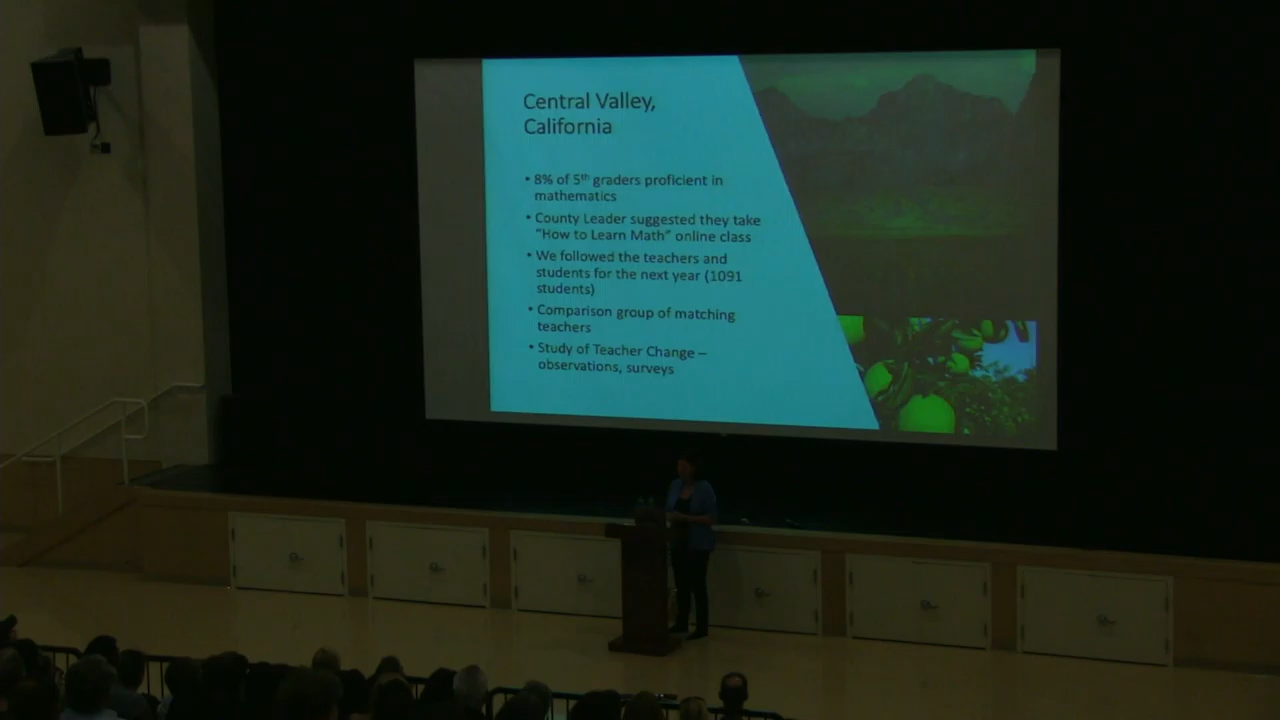 Central Valley,
California
• 8% of 5th graders proficient in
mathematics
• County Leader suggested they take
"How to Learn Math" online class
• We followed the teachers and
students for the next year (1091
students)
• Comparison group of matching
teachers
• Study of Teacher Change –
observations, surveys